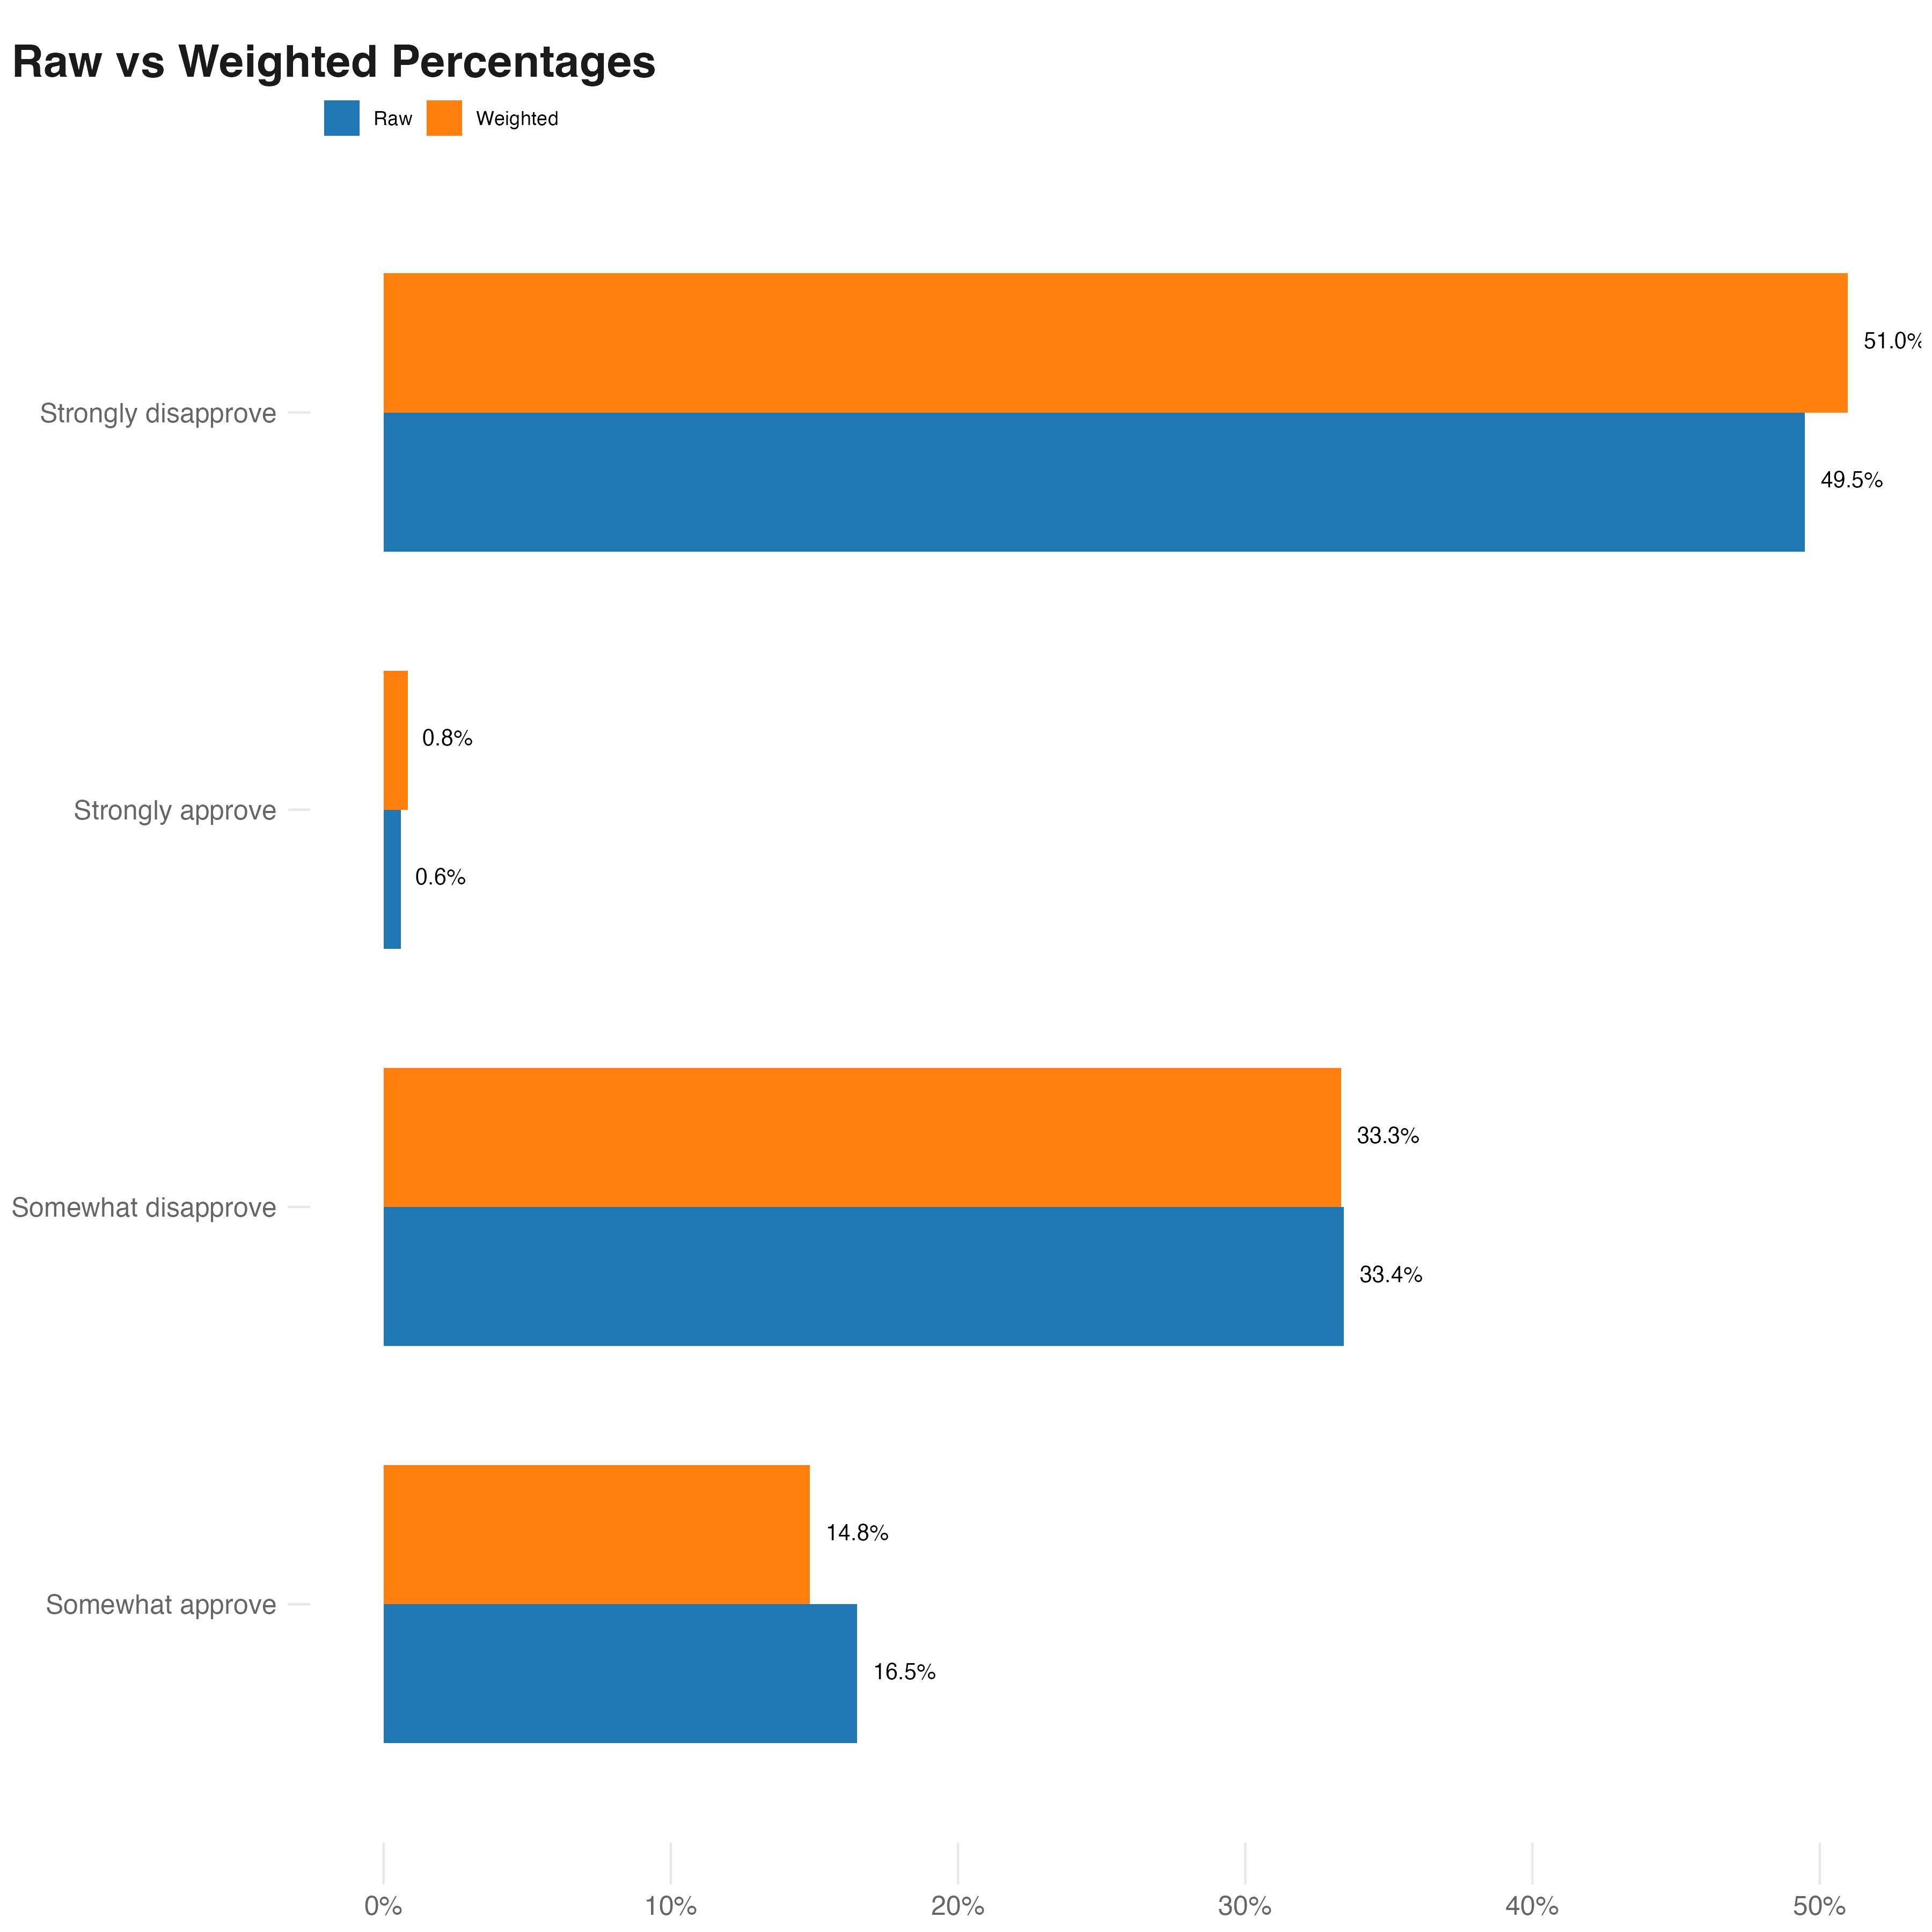 Raw vs Weighted Percentages
Raw Weighted
Strongly disapprove
51.0%
49.5%
Strongly approve
0.8%
0.6%
Somewhat disapprove
33.3%
33.4%
Somewhat approve
14.8%
16.5%
0% 10% 20% 30% 40% 50%